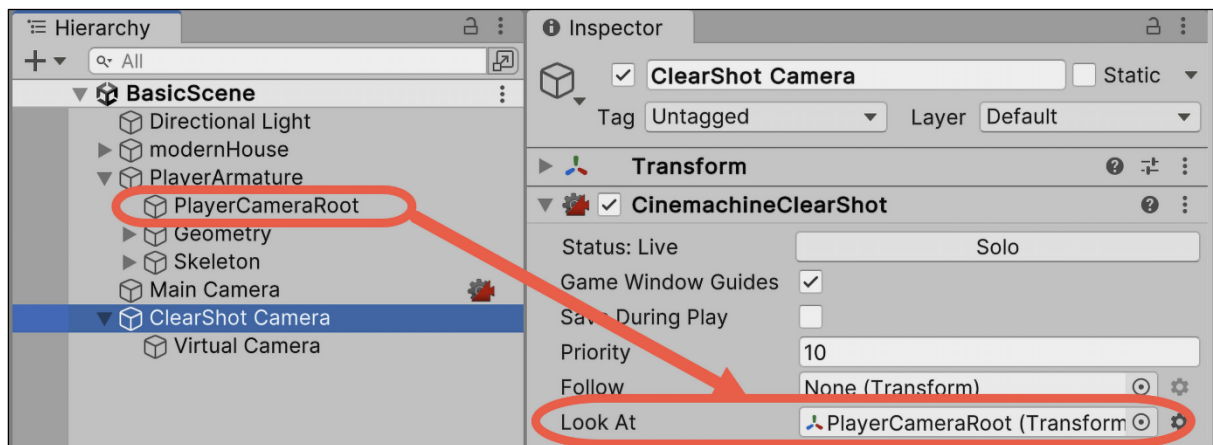 Hierarchy
All
BasicScene
Directional Light
modernHouse
PlayerArmature
PlayerCameraRoot
Geometry
Skeleton
Main Camera
ClearShot Camera
Virtual Camera
Inspector
ClearShot Camera Static
Tag Untagged Layer Default
Transform
CinemachineClearShot
Status: Live Solo
Game Window Guides
Save During Play
Priority 10
Follow None (Transform)
Look At PlayerCameraRoot (Transform